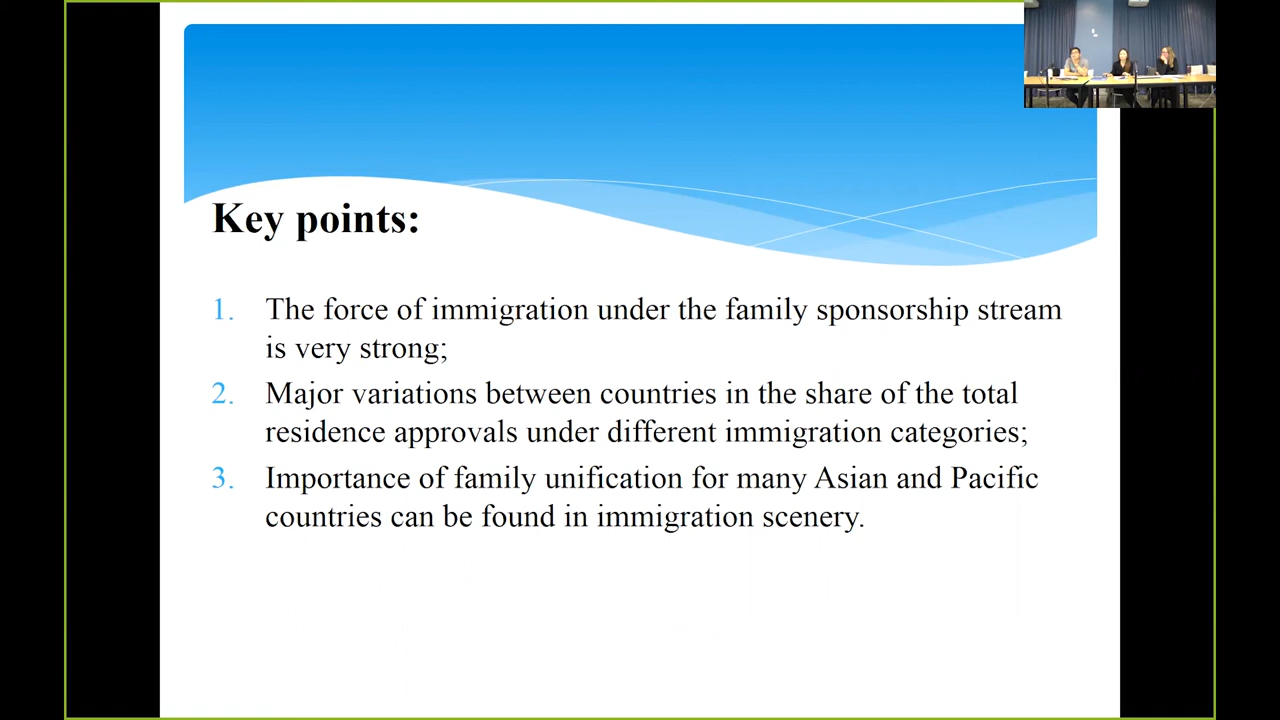 Key points:
1. The force of immigration under the family sponsorship stream
is very strong;
2. Major variations between countries in the share of the total
residence approvals under different immigration categories;
3. Importance of family unification for many Asian and Pacific
countries can be found in immigration scenery.